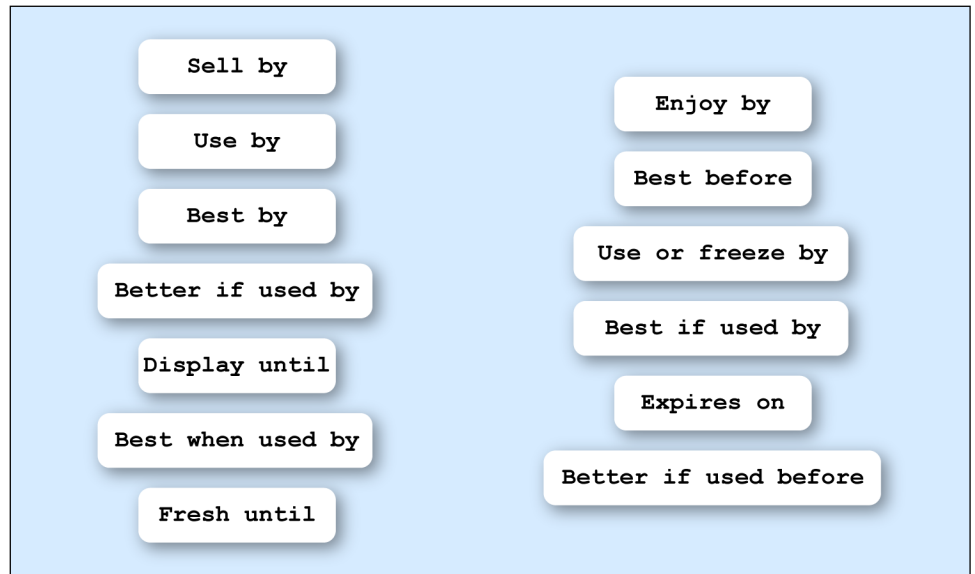 Sell by
Use by
Best by
Better if used by
Display until
Best when used by
Fresh until
Enjoy by
Best before
Use or freeze by
Best if used by
Expires on
Better if used before